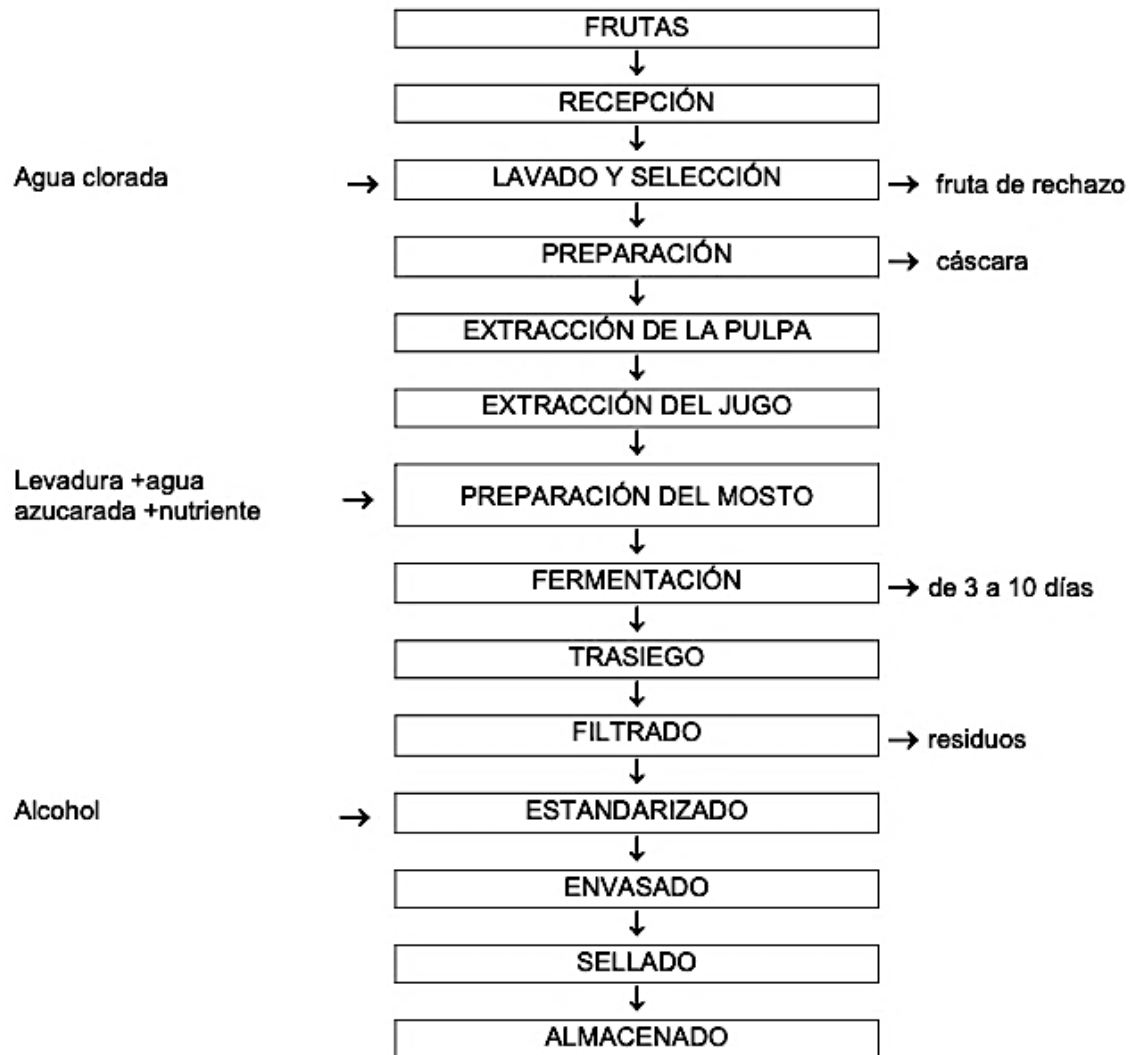 FRUTAS
↓
RECEPCIÓN
↓
Agua clorada → LAVADO Y SELECCIÓN → fruta de rechazo
↓
PREPARACIÓN → cáscara
↓
EXTRACCIÓN DE LA PULPA
↓
EXTRACCIÓN DEL JUGO
↓
Levadura +agua
azucarada +nutriente → PREPARACIÓN DEL MOSTO
↓
FERMENTACIÓN → de 3 a 10 días
↓
TRASIEGO
↓
FILTRADO → residuos
↓
Alcohol → ESTANDARIZADO
↓
ENVASADO
↓
SELLADO
↓
ALMACENADO